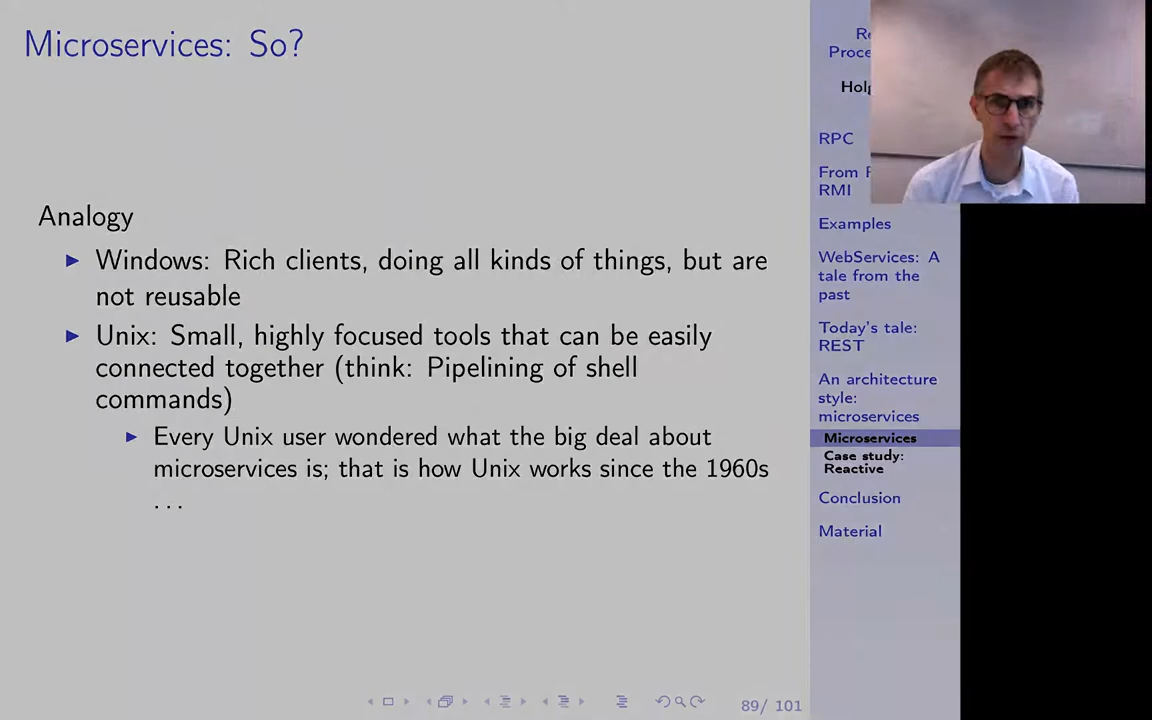 Microservices: So?
Analogy
Windows: Rich clients, doing all kinds of things, but are
not reusable
Unix: Small, highly focused tools that can be easily
connected together (think: Pipelining of shell
commands)
Every Unix user wondered what the big deal about
microservices is; that is how Unix works since the 1960s
...
RPC
From
RMI
Examples
WebServices: A
tale from the
past
Today's tale:
REST
An architecture
style:
microservices
Microservices
Case study:
Reactive
Conclusion
Material
89/ 101